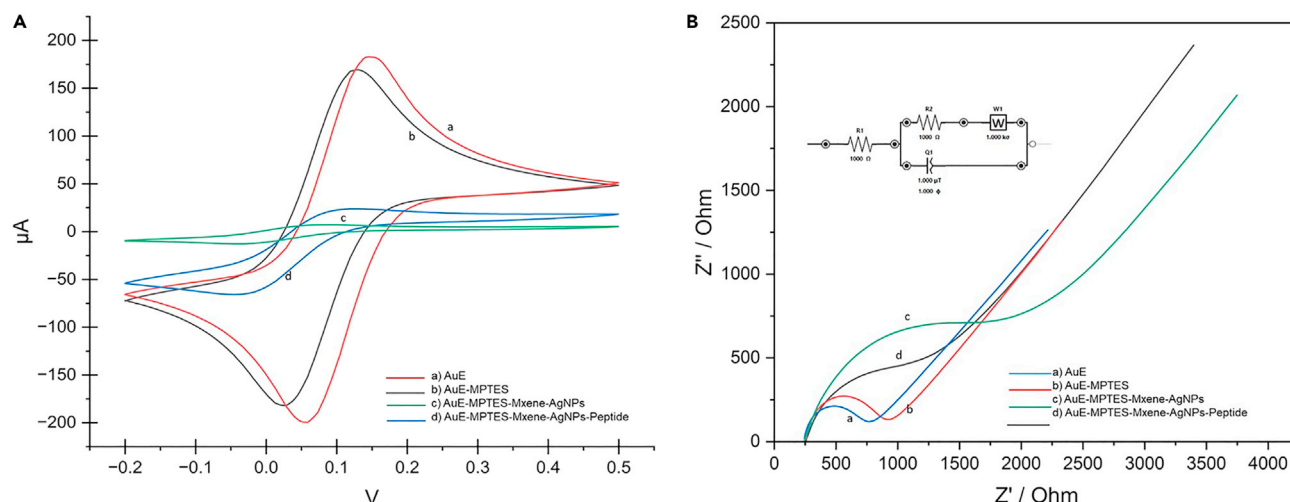 A
200
150
100
50
0
−50
−100
−150
−200
µA
−0.2
−0.1
0.0
0.1
0.2
0.3
0.4
0.5
V
a
b
c
d
a) AuE
b) AuE-MPTES
c) AuE-MPTES-Mxene-AgNPs
d) AuE-MPTES-Mxene-AgNPs-Peptide
B
2500
2000
1500
1000
500
0
Z'' / Ohm
0
500
1000
1500
2000
2500
3000
3500
4000
Z' / Ohm
R1
1000 Ω
R2
1000 Ω
W1
W
1.000 kσ
Q1
1.000 µT
1.000 ϕ
c
d
a
b
a) AuE
b) AuE-MPTES
c) AuE-MPTES-Mxene-AgNPs
d) AuE-MPTES-Mxene-AgNPs-Peptide